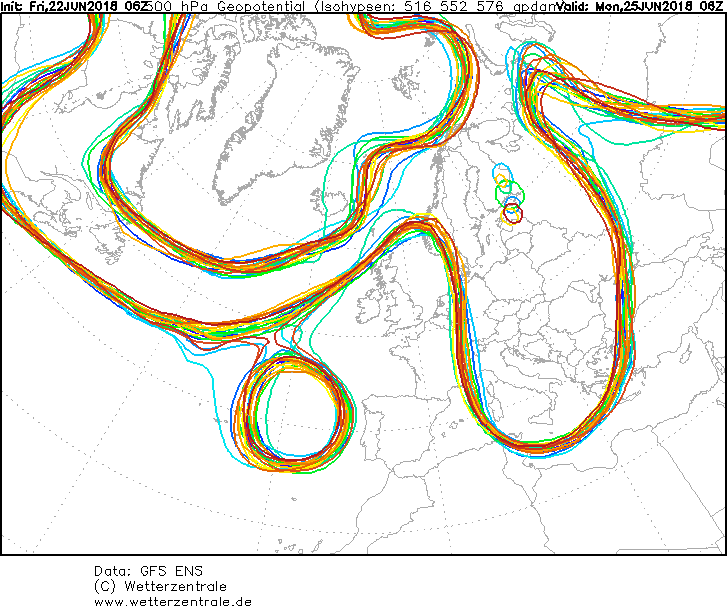 Init: Fri,22JUN2018 06Z 500 hPa Geopotential (Isohypsen: 516 552 576 gpdam) Valid: Mon,25JUN2018 06Z
Data: GFS ENS
(C) Wetterzentrale
www.wetterzentrale.de